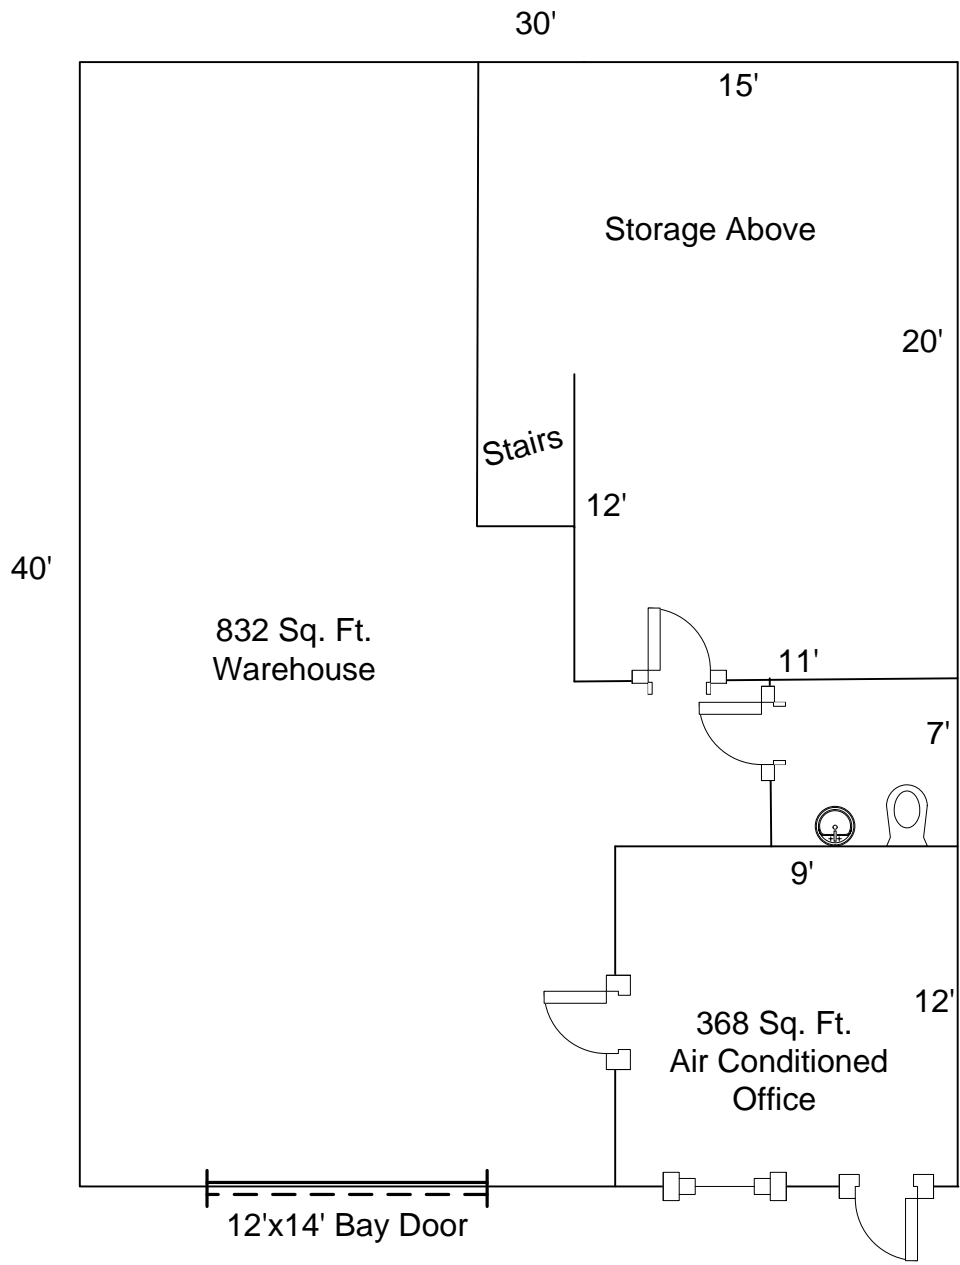 30'
15'
Storage Above
20'
Stairs
12'
40'
832 Sq. Ft.
Warehouse
11'
7'
9'
12'
368 Sq. Ft.
Air Conditioned
Office
12'x14' Bay Door